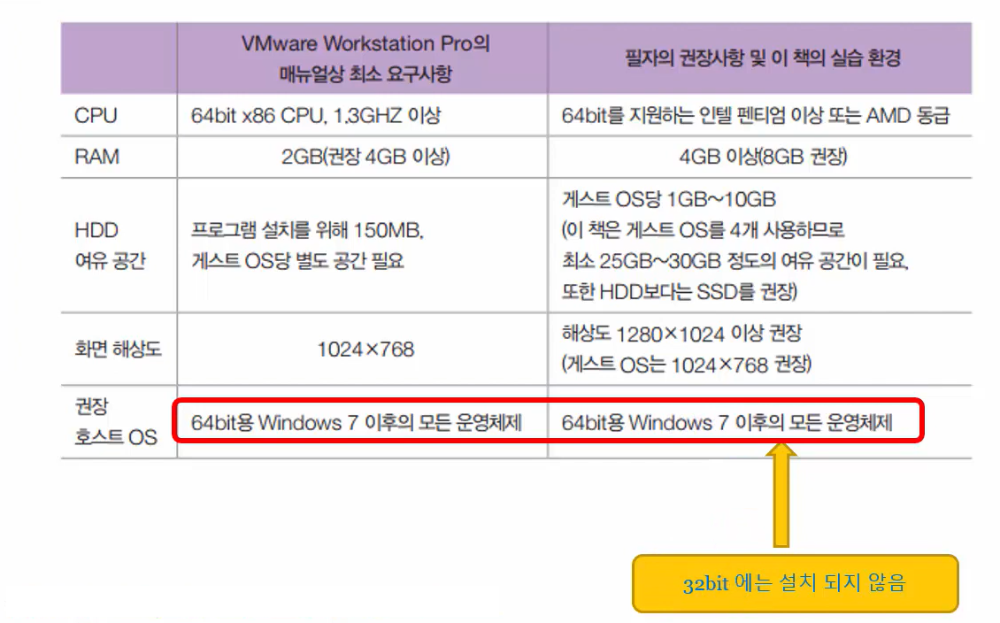 VMware Workstation Pro의
매뉴얼상 최소 요구사항
필자의 권장사항 및 이 책의 실습 환경
CPU
64bit x86 CPU, 1.3GHZ 이상
64bit를 지원하는 인텔 펜티엄 이상 또는 AMD 동급
RAM
2GB(권장 4GB 이상)
4GB 이상(8GB 권장)
HDD
여유 공간
프로그램 설치를 위해 150MB,
게스트 OS당 별도 공간 필요
게스트 OS당 1GB~10GB
(이 책은 게스트 OS를 4개 사용하므로
최소 25GB~30GB 정도의 여유 공간이 필요,
또한 HDD보다는 SSD를 권장)
화면 해상도
1024×768
해상도 1280×1024 이상 권장
(게스트 OS는 1024×768 권장)
권장
호스트 OS
64bit용 Windows 7 이후의 모든 운영체제
64bit용 Windows 7 이후의 모든 운영체제
32bit 에는 설치 되지 않음